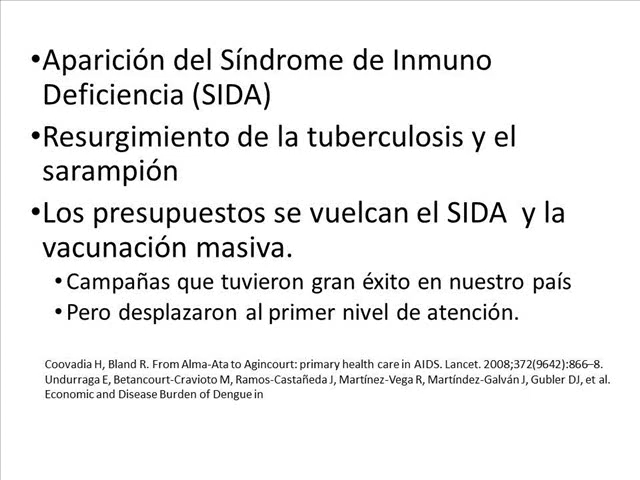 •Aparición del Síndrome de Inmuno
Deficiencia (SIDA)
•Resurgimiento de la tuberculosis y el
sarampión
•Los presupuestos se vuelcan el SIDA y la
vacunación masiva.
•Campañas que tuvieron gran éxito en nuestro país
•Pero desplazaron al primer nivel de atención.
Coovadia H, Bland R. From Alma-Ata to Agincourt: primary health care in AIDS. Lancet. 2008;372(9642):866–8.
Undurraga E, Betancourt-Cravioto M, Ramos-Castañeda J, Martínez-Vega R, Martíndez-Galván J, Gubler DJ, et al.
Economic and Disease Burden of Dengue in